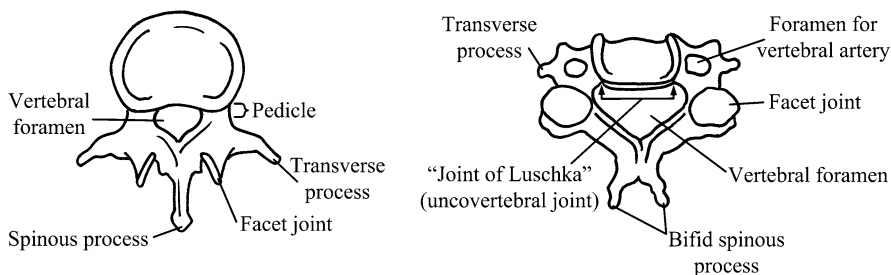 Vertebral
foramen
Pedicle
Transverse
process
Facet joint
Spinous process
Transverse
process
Foramen for
vertebral artery
Facet joint
"Joint of Luschka"
(uncovertebral joint)
Vertebral foramen
Bifid spinous
process